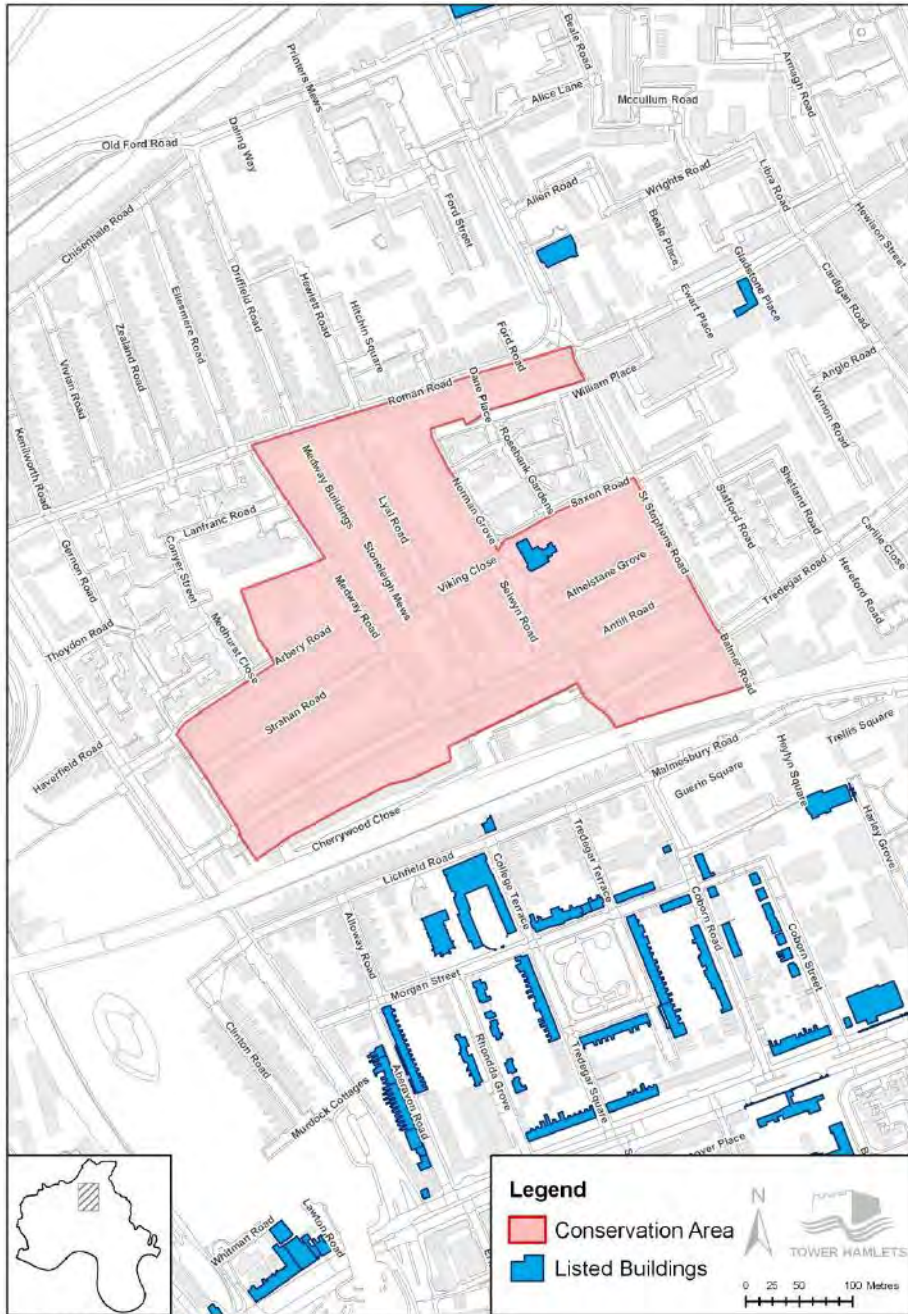 Printers Mews
Beale Road
Armagh Road
Alice Lane
Mccullum Road
Old Ford Road
Daling Way
Ford Street
Allen Road
Wrights Road
Libra Road
Hewison Street
Chisenhale Road
Beale Place
Gladstone Place
Cardigan Road
Driffield Road
Ellesmere Road
Zealand Road
Vivian Road
Kenilworth Road
Hewlett Road
Hitchin Square
Ford Road
Ewart Place
Anglo Road
Roman Road
Dane Place
William Place
Vernon Road
Medway Buildings
Lyal Road
Norman Grove
Rosebank Gardens
Saxon Road
St Stephens Road
Stafford Road
Shetland Road
Carlile Close
Lanfranc Road
Conyer Street
Gernon Road
Stoneleigh Mews
Viking Close
Hereford Road
Tredegar Road
Medway Road
Selwyn Road
Athelstane Grove
Antill Road
Thoydon Road
Medhurst Close
Arbery Road
Balmer Road
Strahan Road
Haverfield Road
Cherrywood Close
Malmesbury Road
Guerin Square
Heylyn Square
Trellis Square
Harley Grove
Lichfield Road
College Terrace
Tredegar Terrace
Coborn Road
Coborn Street
Alloway Road
Morgan Street
Clinton Road
Murdock Cottages
Aberavon Road
Rhondda Grove
Tredegar Square
over Place
Whitman Road
Lawton Road
Legend
Conservation Area
Listed Buildings
N
TOWER HAMLETS
0 25 50 100 Metres